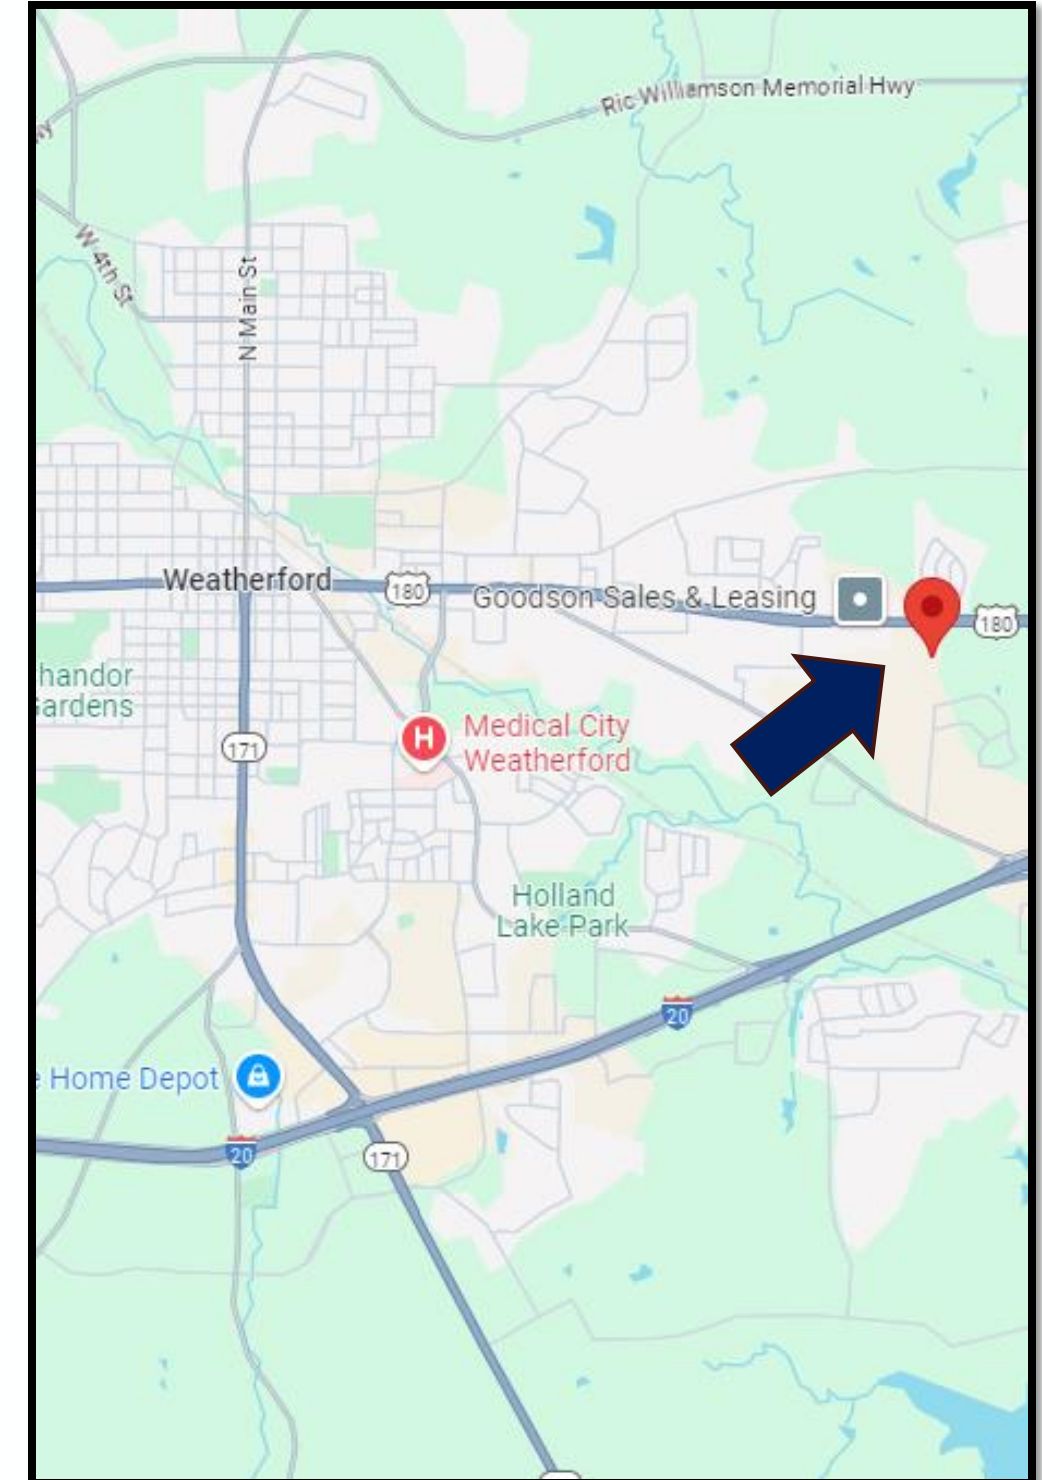 Ric Williamson Memorial Hwy
W 4th St
N Main St
Weatherford
180
Goodson Sales & Leasing
180
handor
Gardens
171
H
Medical City
Weatherford
Holland
Lake Park
20
e Home Depot
20
171